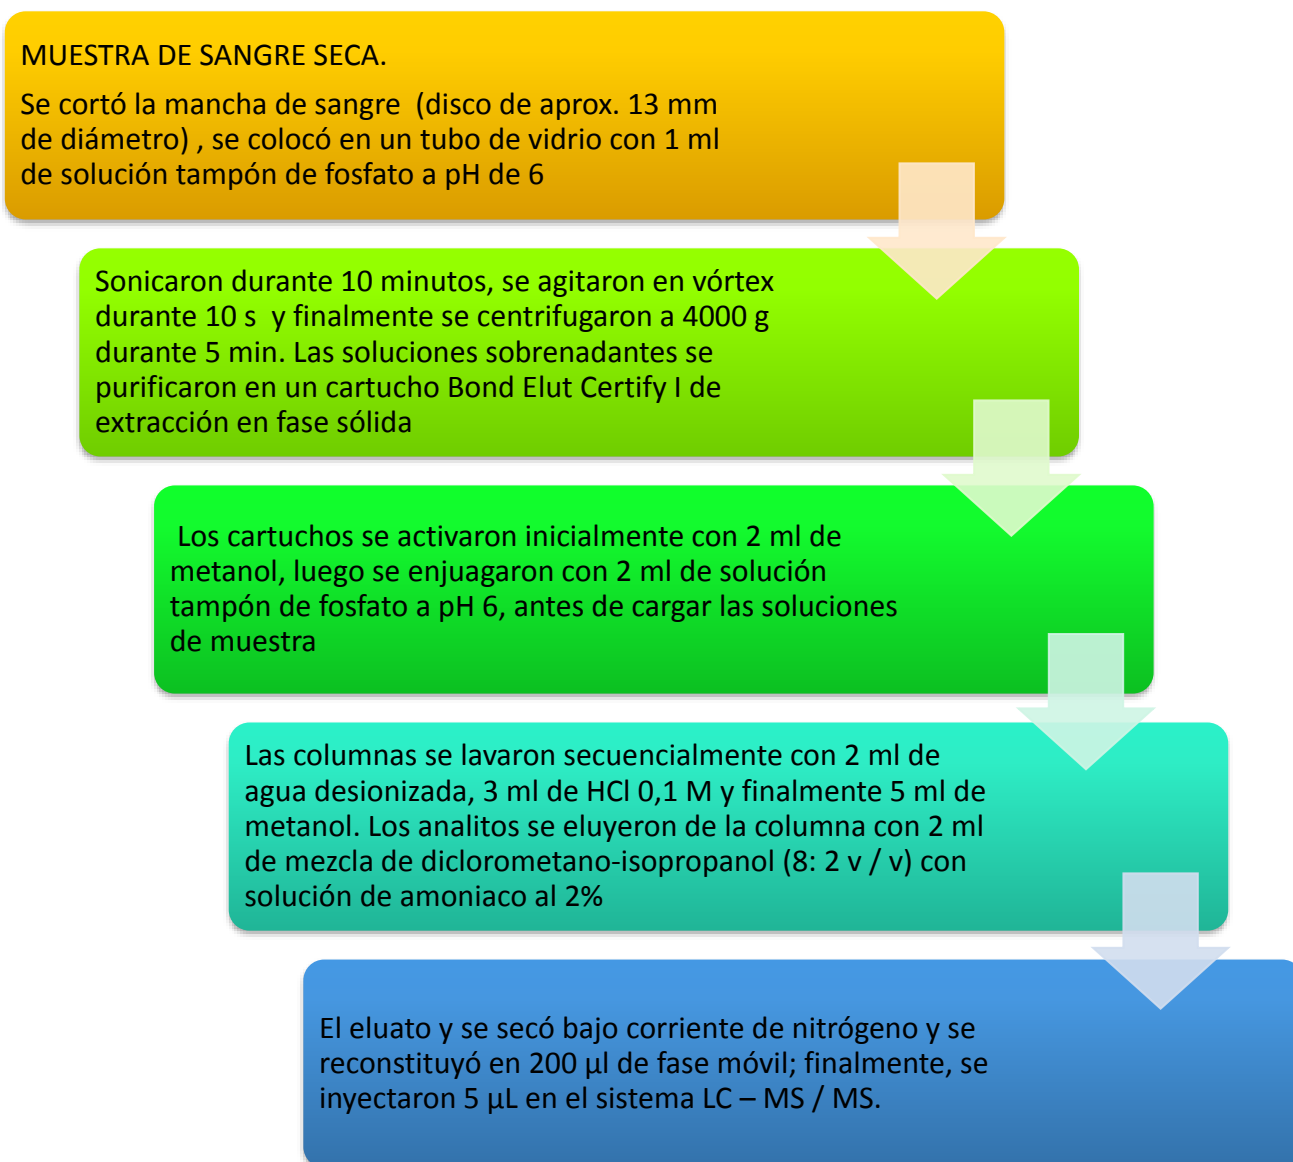 MUESTRA DE SANGRE SECA.
Se cortó la mancha de sangre  (disco de aprox. 13 mm
de diámetro) , se colocó en un tubo de vidrio con 1 ml
de solución tampón de fosfato a pH de 6
Sonicaron durante 10 minutos, se agitaron en vórtex
durante 10 s  y finalmente se centrifugaron a 4000 g
durante 5 min. Las soluciones sobrenadantes se
purificaron en un cartucho Bond Elut Certify I de
extracción en fase sólida
Los cartuchos se activaron inicialmente con 2 ml de
metanol, luego se enjuagaron con 2 ml de solución
tampón de fosfato a pH 6, antes de cargar las soluciones
de muestra
Las columnas se lavaron secuencialmente con 2 ml de
agua desionizada, 3 ml de HCl 0,1 M y finalmente 5 ml de
metanol. Los analitos se eluyeron de la columna con 2 ml
de mezcla de diclorometano-isopropanol (8: 2 v / v) con
solución de amoniaco al 2%
El eluato y se secó bajo corriente de nitrógeno y se
reconstituyó en 200 µl de fase móvil; finalmente, se
inyectaron 5 µL en el sistema LC – MS / MS.